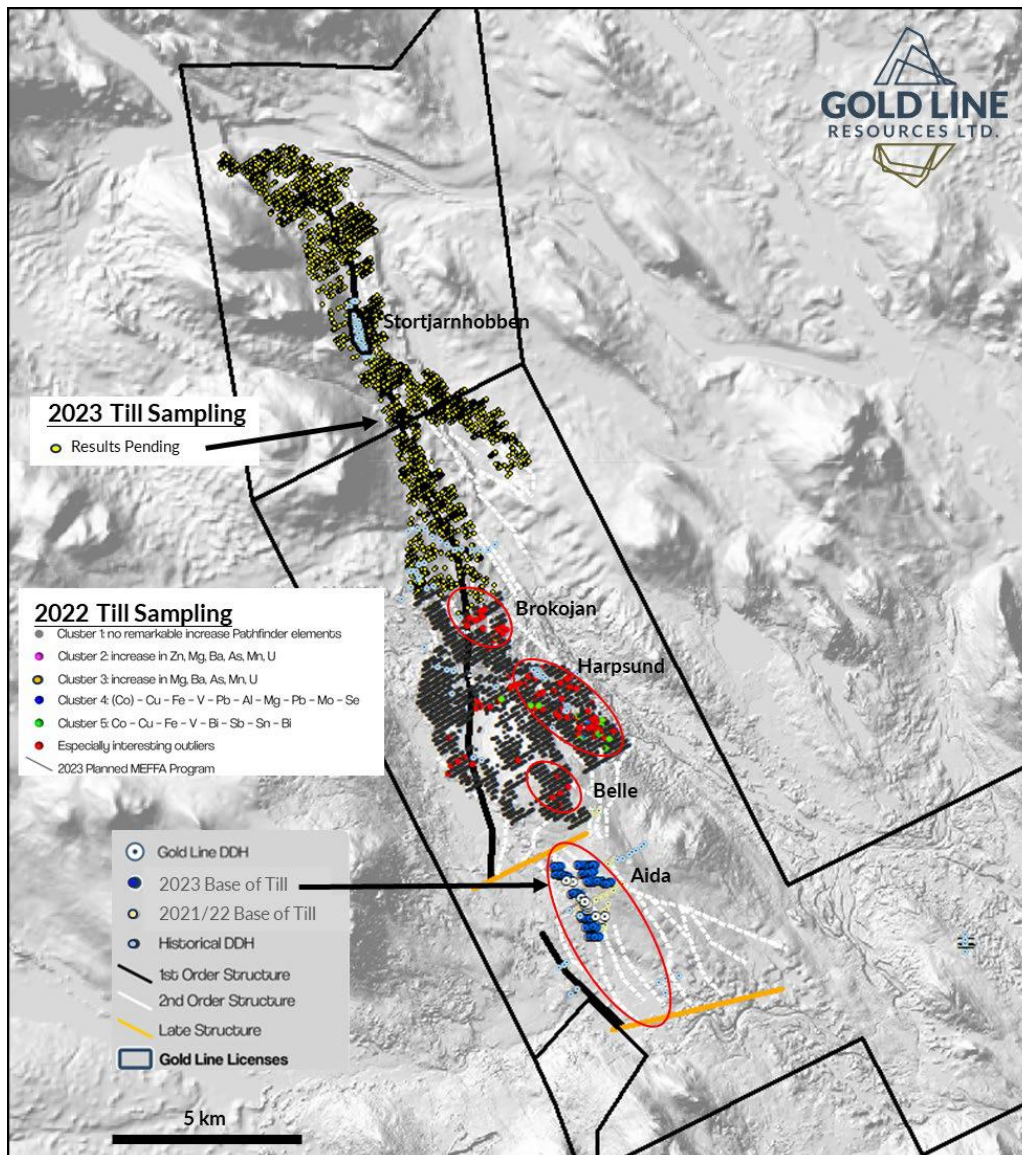 GOLD LINE
RESOURCES LTD.
Stortjarnhobben
2023 Till Sampling
Results Pending
Brokojan
2022 Till Sampling
Cluster 1: no remarkable increase Pathfinder elements
Cluster 2: increase in Zn, Mg, Ba, As, Mn, U
Cluster 3: increase in Mg, Ba, As, Mn, U
Cluster 4: (Co) - Cu - Fe - V - Pb - Al - Mg - Pb - Mo - Se
Cluster 5: Co - Cu - Fe - V - Bi - Sb - Sn - Bi
Especially interesting outliers
2023 Planned MEFFA Program
Harpsund
Belle
Aida
Gold Line DDH
2023 Base of Till
2021/22 Base of Till
Historical DDH
1st Order Structure
2nd Order Structure
Late Structure
Gold Line Licenses
5 km